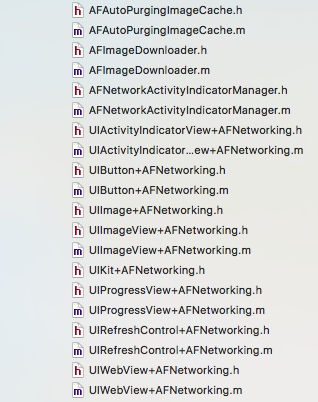 h AFAutoPurgingImageCache.h
m AFAutoPurgingImageCache.m
h AFImageDownloader.h
m AFImageDownloader.m
h AFNetworkActivityIndicatorManager.h
m AFNetworkActivityIndicatorManager.m
h UIActivityIndicatorView+AFNetworking.h
m UIActivityIndicator...ew+AFNetworking.m
h UIButton+AFNetworking.h
m UIButton+AFNetworking.m
h UIImage+AFNetworking.h
h UIImageView+AFNetworking.h
m UIImageView+AFNetworking.m
h UIKit+AFNetworking.h
h UIProgressView+AFNetworking.h
m UIProgressView+AFNetworking.m
h UIRefreshControl+AFNetworking.h
m UIRefreshControl+AFNetworking.m
h UIWebView+AFNetworking.h
m UIWebView+AFNetworking.m